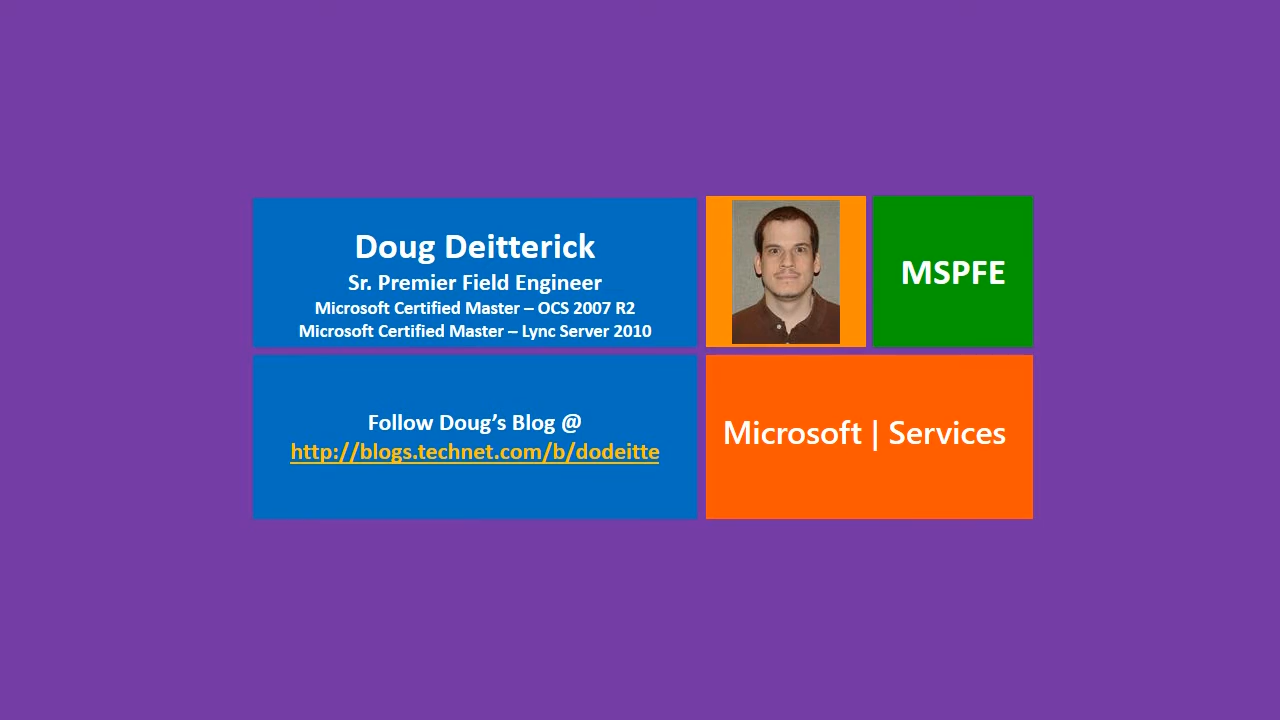 Doug Deitterick
Sr. Premier Field Engineer
Microsoft Certified Master – OCS 2007 R2
Microsoft Certified Master – Lync Server 2010
MSPFE
Follow Doug’s Blog @
http://blogs.technet.com/b/dodeitte
Microsoft | Services